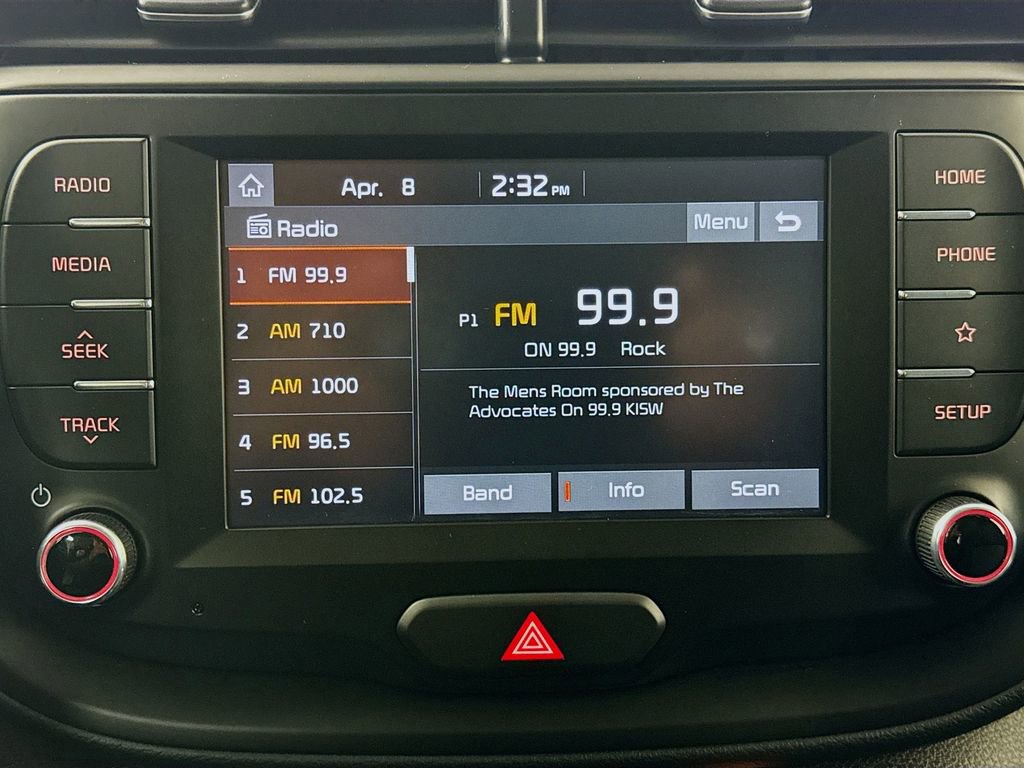 RADIO
MEDIA
SEEK
TRACK
Apr. 8
2:32 PM
Radio
Menu
1 FM 99.9
2 AM 710
3 AM 1000
4 FM 96.5
5 FM 102.5
P1 FM 99.9
ON 99.9 Rock
The Mens Room sponsored by The
Advocates On 99.9 KISW
Band
Info
Scan
HOME
PHONE
SETUP